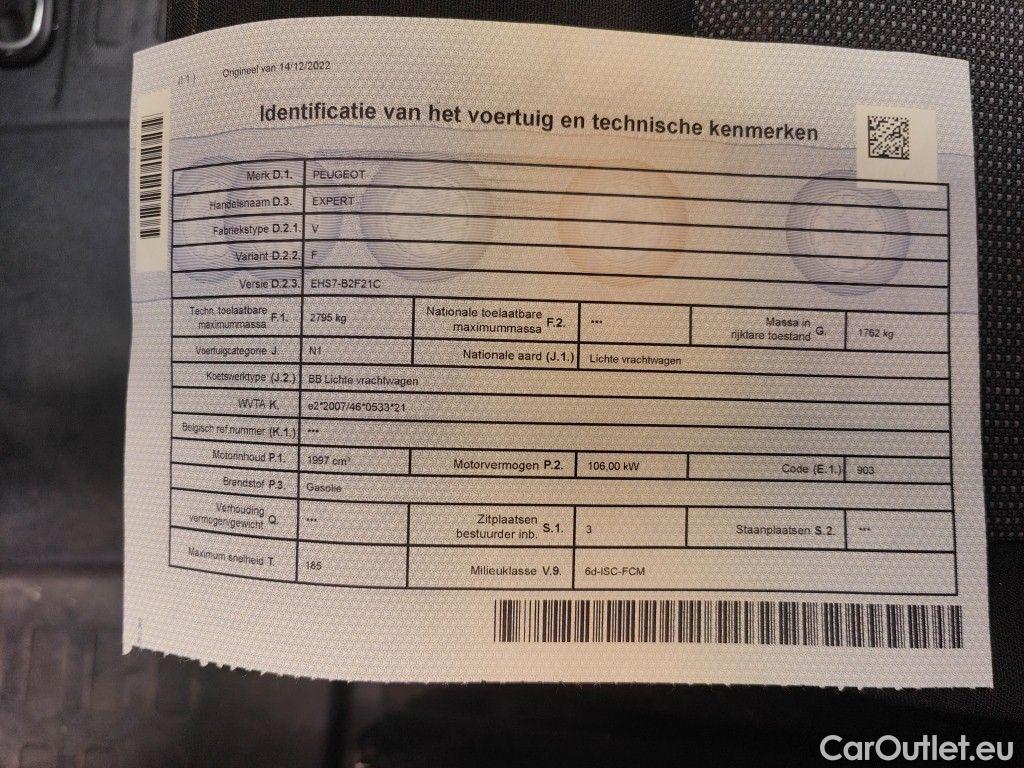 (1 1)
Origineel van 14/12/2022
Identificatie van het voertuig en technische kenmerken
Merk D.1. PEUGEOT
Handelsnaam D.3. EXPERT
Fabriekstype D.2.1. V
Variant D.2.2. F
Versie D.2.3. EHS7-B2F21C
Techn. toelaatbare maximummassa F.1. 2795 kg Nationale toelaatbare maximummassa F.2. *** Massa in rijklare toestand G. 1762 kg
Voertuigcategorie J. N1 Nationale aard (J.1.) Lichte vrachtwagen
Koetswerktype (J.2.) BB Lichte vrachtwagen
WVTA K. e2*2007/46*0533*21
Belgisch ref.nummer (K.1.) ***
Motorinhoud P.1. 1997 cm³ Motorvermogen P.2. 106,00 kW Code (E.1.) 903
Brandstof P.3. Gasolie
Verhouding vermogen/gewicht Q. *** Zitplaatsen bestuurder inb. S.1. 3 Staanplaatsen S.2. ***
Maximum snelheid T. 185 Milieuklasse V.9. 6d-ISC-FCM
CarOutlet.eu